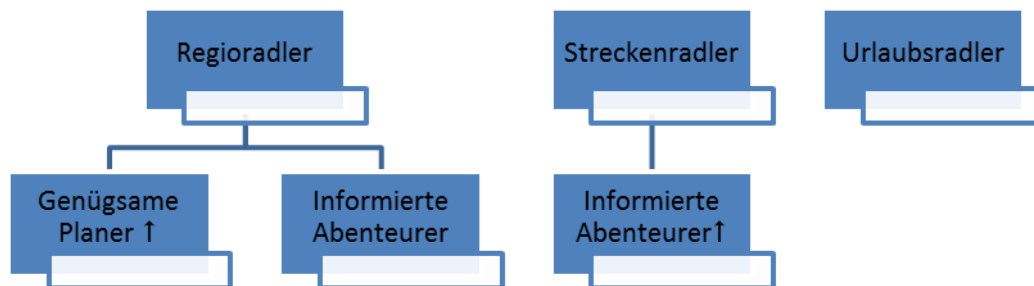 Regioradler
Streckenradler
Urlaubsradler
Genügsame
Planer ↑
Informierte
Abenteurer
Informierte
Abenteurer↑